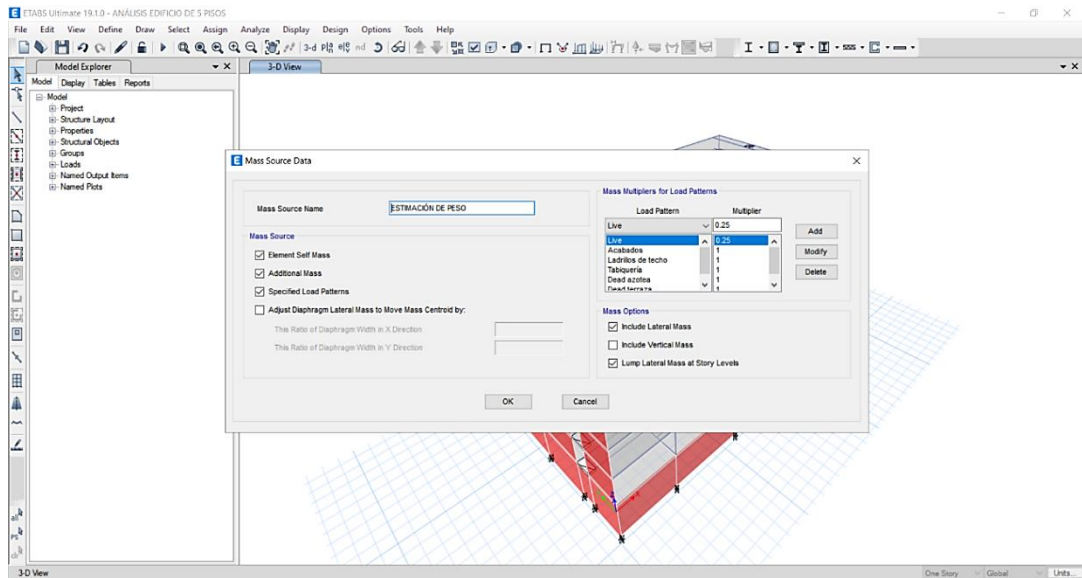 ETABS Ultimate 19.1.0 - ANÁLISIS EDIFICIO DE 5 PISOS
File Edit View Define Draw Select Assign Analyze Display Design Options Tools Help
3-d
nd
Model Explorer
3-D View
Model Display Tables Reports
Model
Project
Structure Layout
Properties
Structural Objects
Groups
Loads
Named Output Items
Named Plots
Mass Source Data
Mass Source Name ESTIMACIÓN DE PESO
Mass Source
Element Self Mass
Additional Mass
Specified Load Patterns
Adjust Diaphragm Lateral Mass to Move Mass Centroid by:
This Ratio of Diaphragm Width in X Direction
This Ratio of Diaphragm Width in Y Direction
Mass Multipliers for Load Patterns
Load Pattern Multiplier
Live 0.25 Add
Live 0.25
Acabados 1 Modify
Ladrillos de techo 1
Tabiquería 1 Delete
Dead azotea 1
Dead terraza 1
Mass Options
Include Lateral Mass
Include Vertical Mass
Lump Lateral Mass at Story Levels
OK Cancel
all
3-D View One Story Global Units...